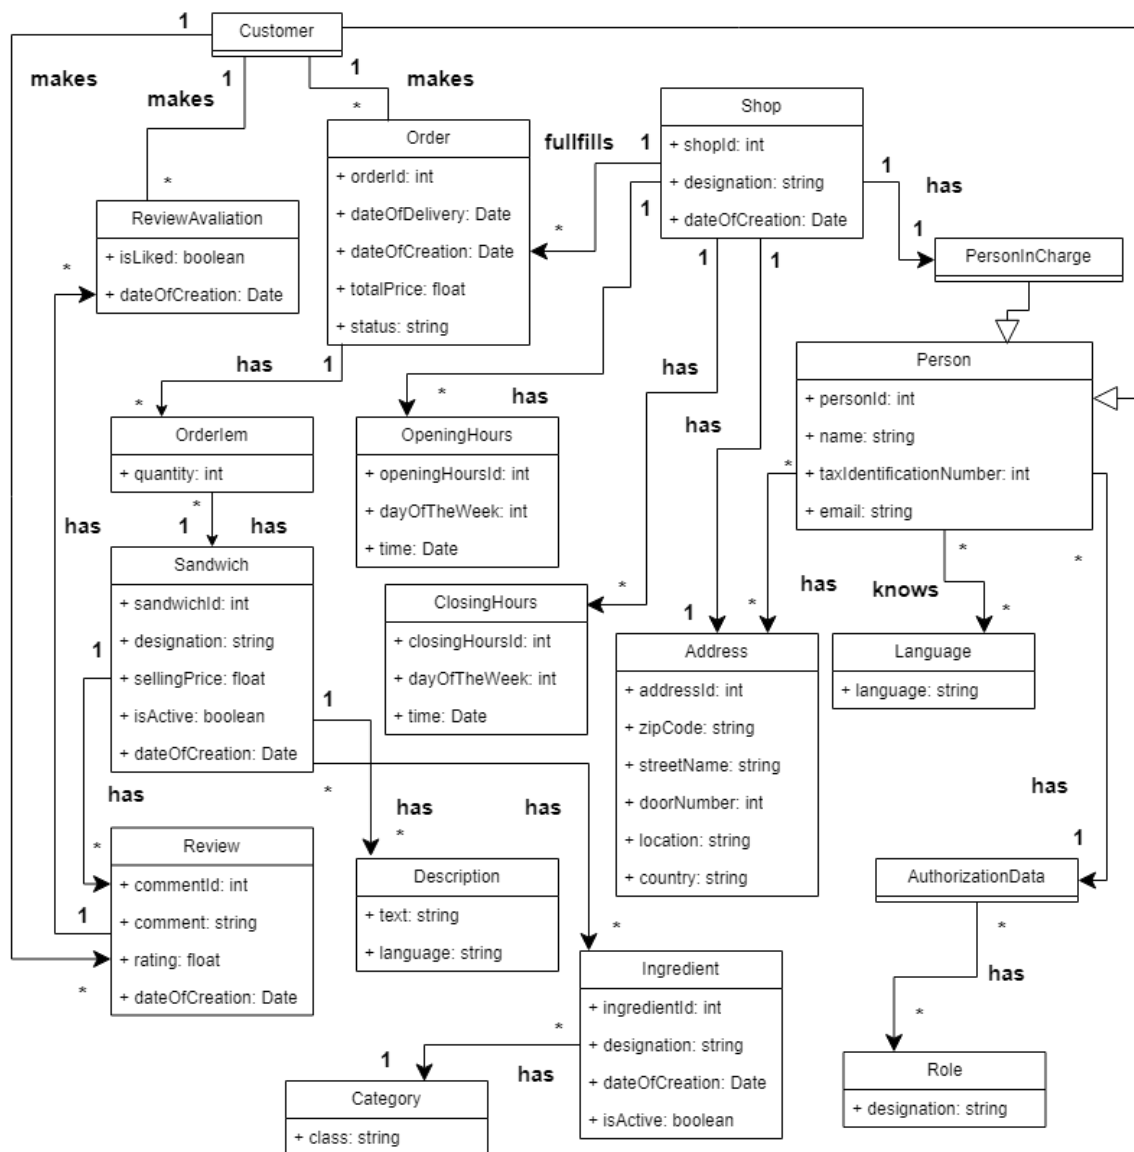 1
Customer
makes
1
makes
1
makes
*
*
ReviewAvaliation
+ isLiked: boolean
+ dateOfCreation: Date
*
Order
+ orderId: int
+ dateOfDelivery: Date
+ dateOfCreation: Date
+ totalPrice: float
+ status: string
fullfills
1
*
Shop
+ shopId: int
+ designation: string
+ dateOfCreation: Date
1
has
1
PersonInCharge
1
1
1
has
1
*
OrderIem
+ quantity: int
*
1
has
has
*
has
OpeningHours
+ openingHoursId: int
+ dayOfTheWeek: int
+ time: Date
has
has
Person
+ personId: int
+ name: string
+ taxIdentificationNumber: int
+ email: string
*
*
*
Sandwich
+ sandwichId: int
+ designation: string
+ sellingPrice: float
+ isActive: boolean
+ dateOfCreation: Date
1
1
*
ClosingHours
+ closingHoursId: int
+ dayOfTheWeek: int
+ time: Date
*
1
*
has
knows
*
Address
+ addressId: int
+ zipCode: string
+ streetName: string
+ doorNumber: int
+ location: string
+ country: string
Language
+ language: string
has
1
has
*
1
*
Review
+ commentId: int
+ comment: string
+ rating: float
+ dateOfCreation: Date
has
*
has
Description
+ text: string
+ language: string
AuthorizationData
*
has
*
Role
+ designation: string
*
Ingredient
+ ingredientId: int
+ designation: string
+ dateOfCreation: Date
+ isActive: boolean
*
has
1
Category
+ class: string